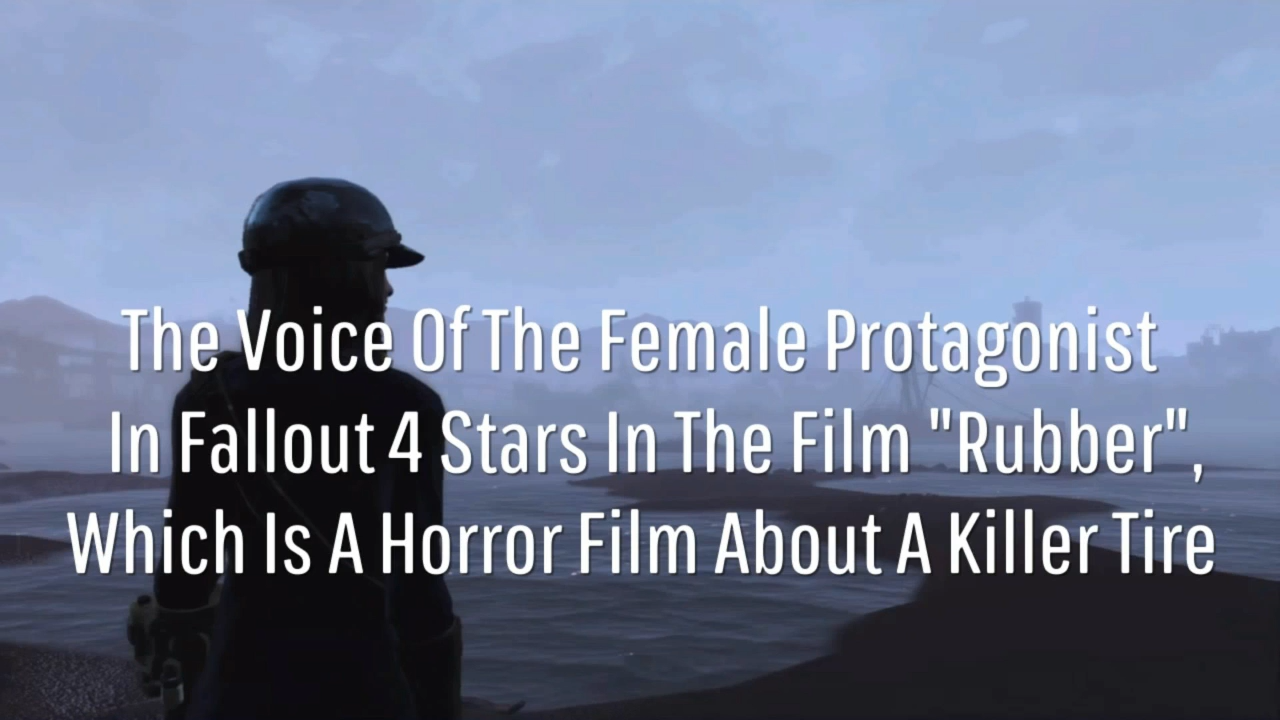 The Voice Of The Female Protagonist
In Fallout 4 Stars In The Film "Rubber",
Which Is A Horror Film About A Killer Tire